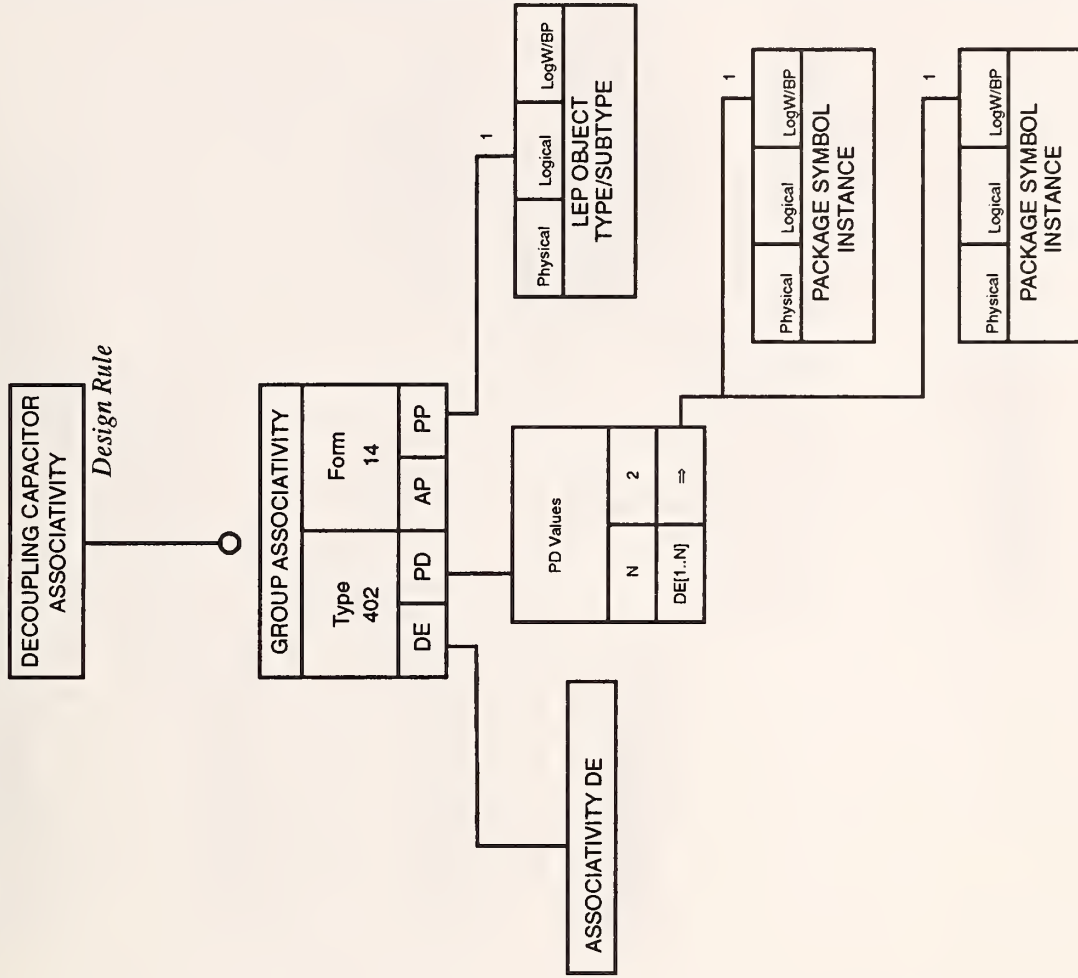 DECOUPLING CAPACITOR
ASSOCIATIVITY
Design Rule
GROUP ASSOCIATIVITY
Type
402
Form
14
DE
PD
AP
PP
ASSOCIATIVITY DE
PD Values
N
2
DE[1..N]
⇒
1
Physical
Logical
LogW/BP
LEP OBJECT
TYPE/SUBTYPE
1
Physical
Logical
LogW/BP
PACKAGE SYMBOL
INSTANCE
1
Physical
Logical
LogW/BP
PACKAGE SYMBOL
INSTANCE